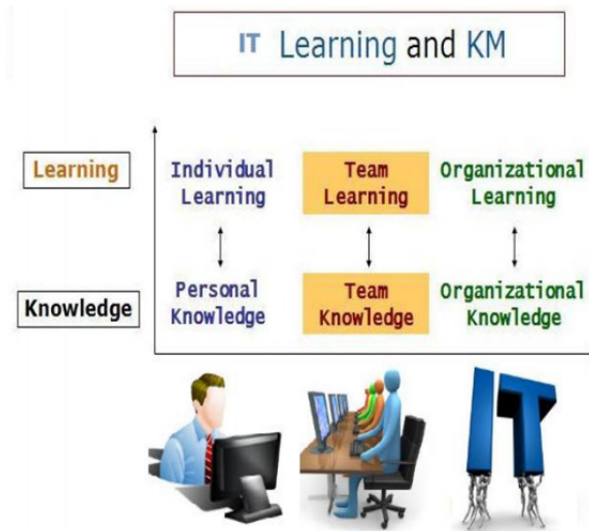 IT Learning and KM
Learning
Individual Learning
Team Learning
Organizational Learning
Knowledge
Personal Knowledge
Team Knowledge
Organizational Knowledge
IT